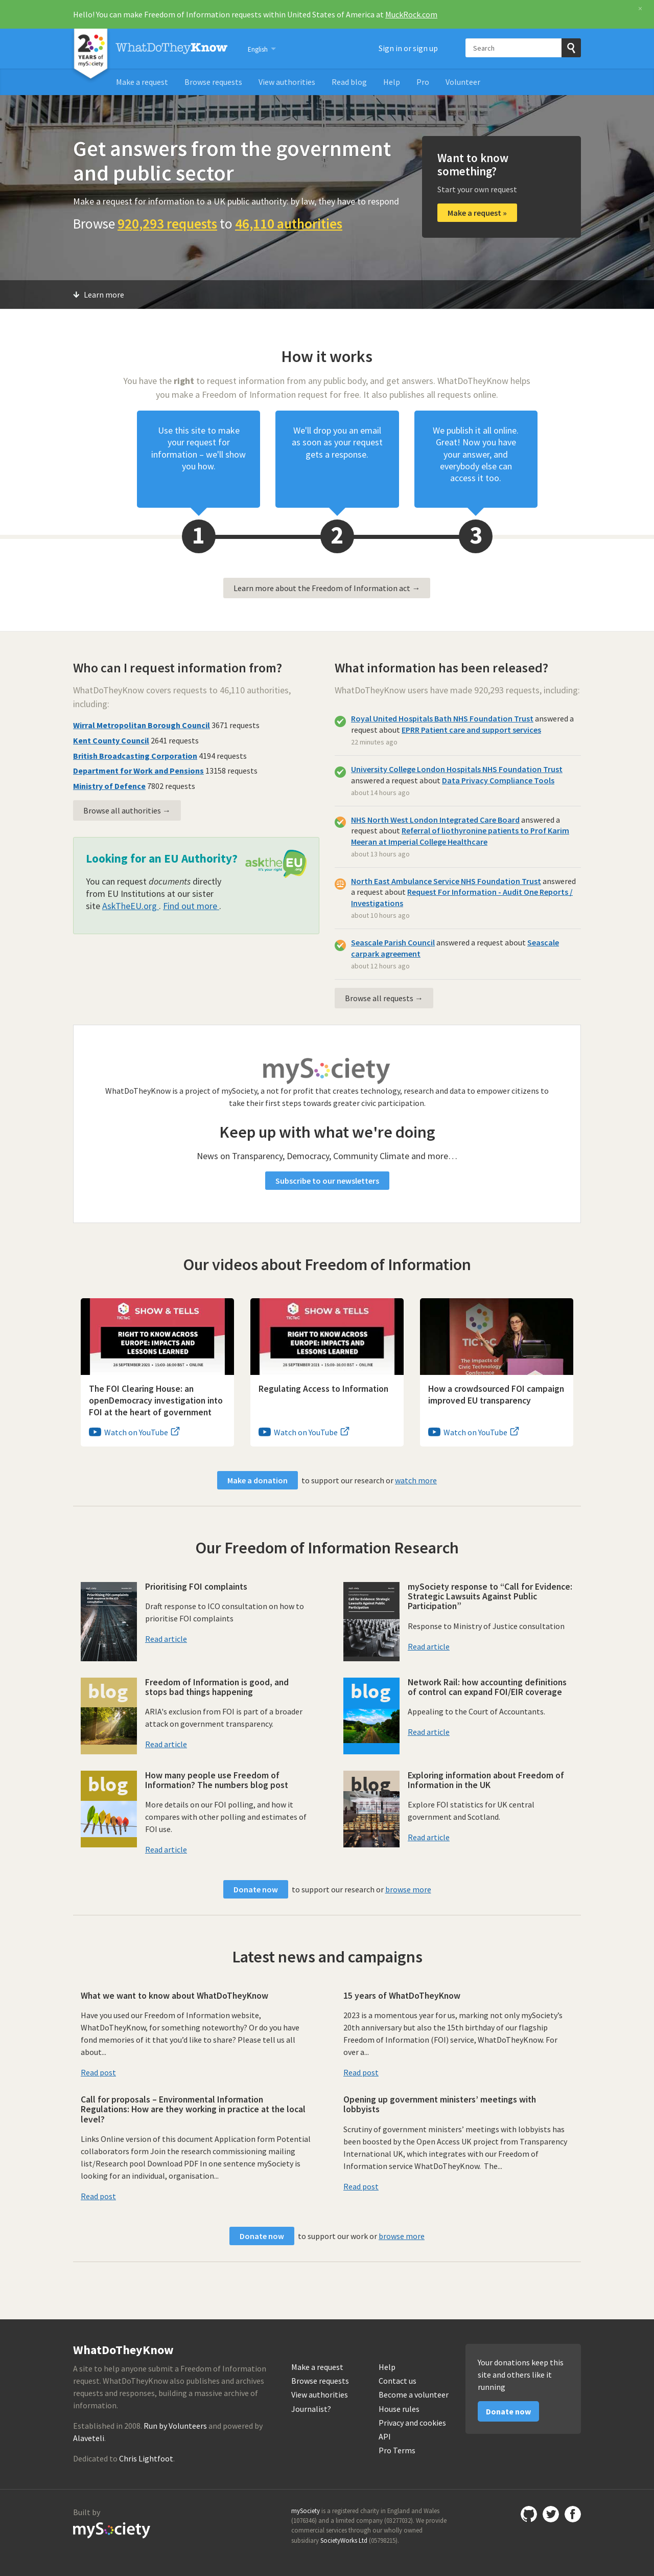 Hello! You can make Freedom of Information requests within United States of America at MuckRock.com
×
20
YEARS of
mySociety
WhatDoTheyKnow
English
Sign in or sign up
Search
Make a request
Browse requests
View authorities
Read blog
Help
Pro
Volunteer
Get answers from the government
and public sector
Make a request for information to a UK public authority: by law, they have to respond
Browse 920,293 requests to 46,110 authorities
Want to know
something?
Start your own request
Make a request »
Learn more
How it works
You have the right to request information from any public body, and get answers. WhatDoTheyKnow helps
you make a Freedom of Information request for free. It also publishes all requests online.
Use this site to make
your request for
information – we'll show
you how.
We'll drop you an email
as soon as your request
gets a response.
We publish it all online.
Great! Now you have
your answer, and
everybody else can
access it too.
1
2
3
Learn more about the Freedom of Information act →
Who can I request information from?
WhatDoTheyKnow covers requests to 46,110 authorities,
including:
Wirral Metropolitan Borough Council 3671 requests
Kent County Council 2641 requests
British Broadcasting Corporation 4194 requests
Department for Work and Pensions 13158 requests
Ministry of Defence 7802 requests
Browse all authorities →
Looking for an EU Authority?
asktheEU
it's your right
You can request documents directly
from EU Institutions at our sister
site AskTheEU.org . Find out more .
What information has been released?
WhatDoTheyKnow users have made 920,293 requests, including:
Royal United Hospitals Bath NHS Foundation Trust answered a
request about EPRR Patient care and support services
22 minutes ago
University College London Hospitals NHS Foundation Trust
answered a request about Data Privacy Compliance Tools
about 14 hours ago
NHS North West London Integrated Care Board answered a
request about Referral of liothyronine patients to Prof Karim
Meeran at Imperial College Healthcare
about 13 hours ago
North East Ambulance Service NHS Foundation Trust answered
a request about Request For Information - Audit One Reports /
Investigations
about 10 hours ago
Seascale Parish Council answered a request about Seascale
carpark agreement
about 12 hours ago
Browse all requests →
mySociety
WhatDoTheyKnow is a project of mySociety, a not for profit that creates technology, research and data to empower citizens to
take their first steps towards greater civic participation.
Keep up with what we're doing
News on Transparency, Democracy, Community Climate and more…
Subscribe to our newsletters
Our videos about Freedom of Information
TICTeC
SHOW & TELLS
RIGHT TO KNOW ACROSS
EUROPE: IMPACTS AND
LESSONS LEARNED
TICTeC
SHOW & TELLS
RIGHT TO KNOW ACROSS
EUROPE: IMPACTS AND
LESSONS LEARNED
TICTeC
The Impacts of
Civic Technology
Conference
The FOI Clearing House: an
openDemocracy investigation into
FOI at the heart of government
Watch on YouTube
Regulating Access to Information
Watch on YouTube
How a crowdsourced FOI campaign
improved EU transparency
Watch on YouTube
Make a donation to support our research or watch more
Our Freedom of Information Research
Prioritising FOI complaints
Prioritising FOI complaints
Draft response to ICO consultation on how to
prioritise FOI complaints
Read article
Call for Evidence: Strategic
Lawsuits Against Public
Participation
mySociety response to “Call for Evidence:
Strategic Lawsuits Against Public
Participation”
Response to Ministry of Justice consultation
Read article
blog
Freedom of Information is good, and
stops bad things happening
ARIA's exclusion from FOI is part of a broader
attack on government transparency.
Read article
blog
Network Rail: how accounting definitions
of control can expand FOI/EIR coverage
Appealing to the Court of Accountants.
Read article
blog
How many people use Freedom of
Information? The numbers blog post
More details on our FOI polling, and how it
compares with other polling and estimates of
FOI use.
Read article
blog
Exploring information about Freedom of
Information in the UK
Explore FOI statistics for UK central
government and Scotland.
Read article
Donate now to support our research or browse more
Latest news and campaigns
What we want to know about WhatDoTheyKnow
Have you used our Freedom of Information website,
WhatDoTheyKnow, for something noteworthy? Or do you have
fond memories of it that you'd like to share? Please tell us all
about...
Read post
15 years of WhatDoTheyKnow
2023 is a momentous year for us, marking not only mySociety’s
20th anniversary but also the 15th birthday of our flagship
Freedom of Information (FOI) service, WhatDoTheyKnow. For
over a...
Read post
Call for proposals – Environmental Information
Regulations: How are they working in practice at the local
level?
Links Online version of this document Application form Potential
collaborators form Join the research commissioning mailing
list/Research pool Download PDF In one sentence mySociety is
looking for an individual, organisation...
Read post
Opening up government ministers’ meetings with
lobbyists
Scrutiny of government ministers’ meetings with lobbyists has
been boosted by the Open Access UK project from Transparency
International UK, which integrates with our Freedom of
Information service WhatDoTheyKnow. The...
Read post
Donate now to support our work or browse more
WhatDoTheyKnow
A site to help anyone submit a Freedom of Information
request. WhatDoTheyKnow also publishes and archives
requests and responses, building a massive archive of
information.
Established in 2008. Run by Volunteers and powered by
Alaveteli.
Dedicated to Chris Lightfoot.
Make a request
Browse requests
View authorities
Journalist?
Help
Contact us
Become a volunteer
House rules
Privacy and cookies
API
Pro Terms
Your donations keep this
site and others like it
running
Donate now
Built by
mySociety
mySociety is a registered charity in England and Wales
(1076346) and a limited company (03277032). We provide
commercial services through our wholly owned
subsidiary SocietyWorks Ltd (05798215).